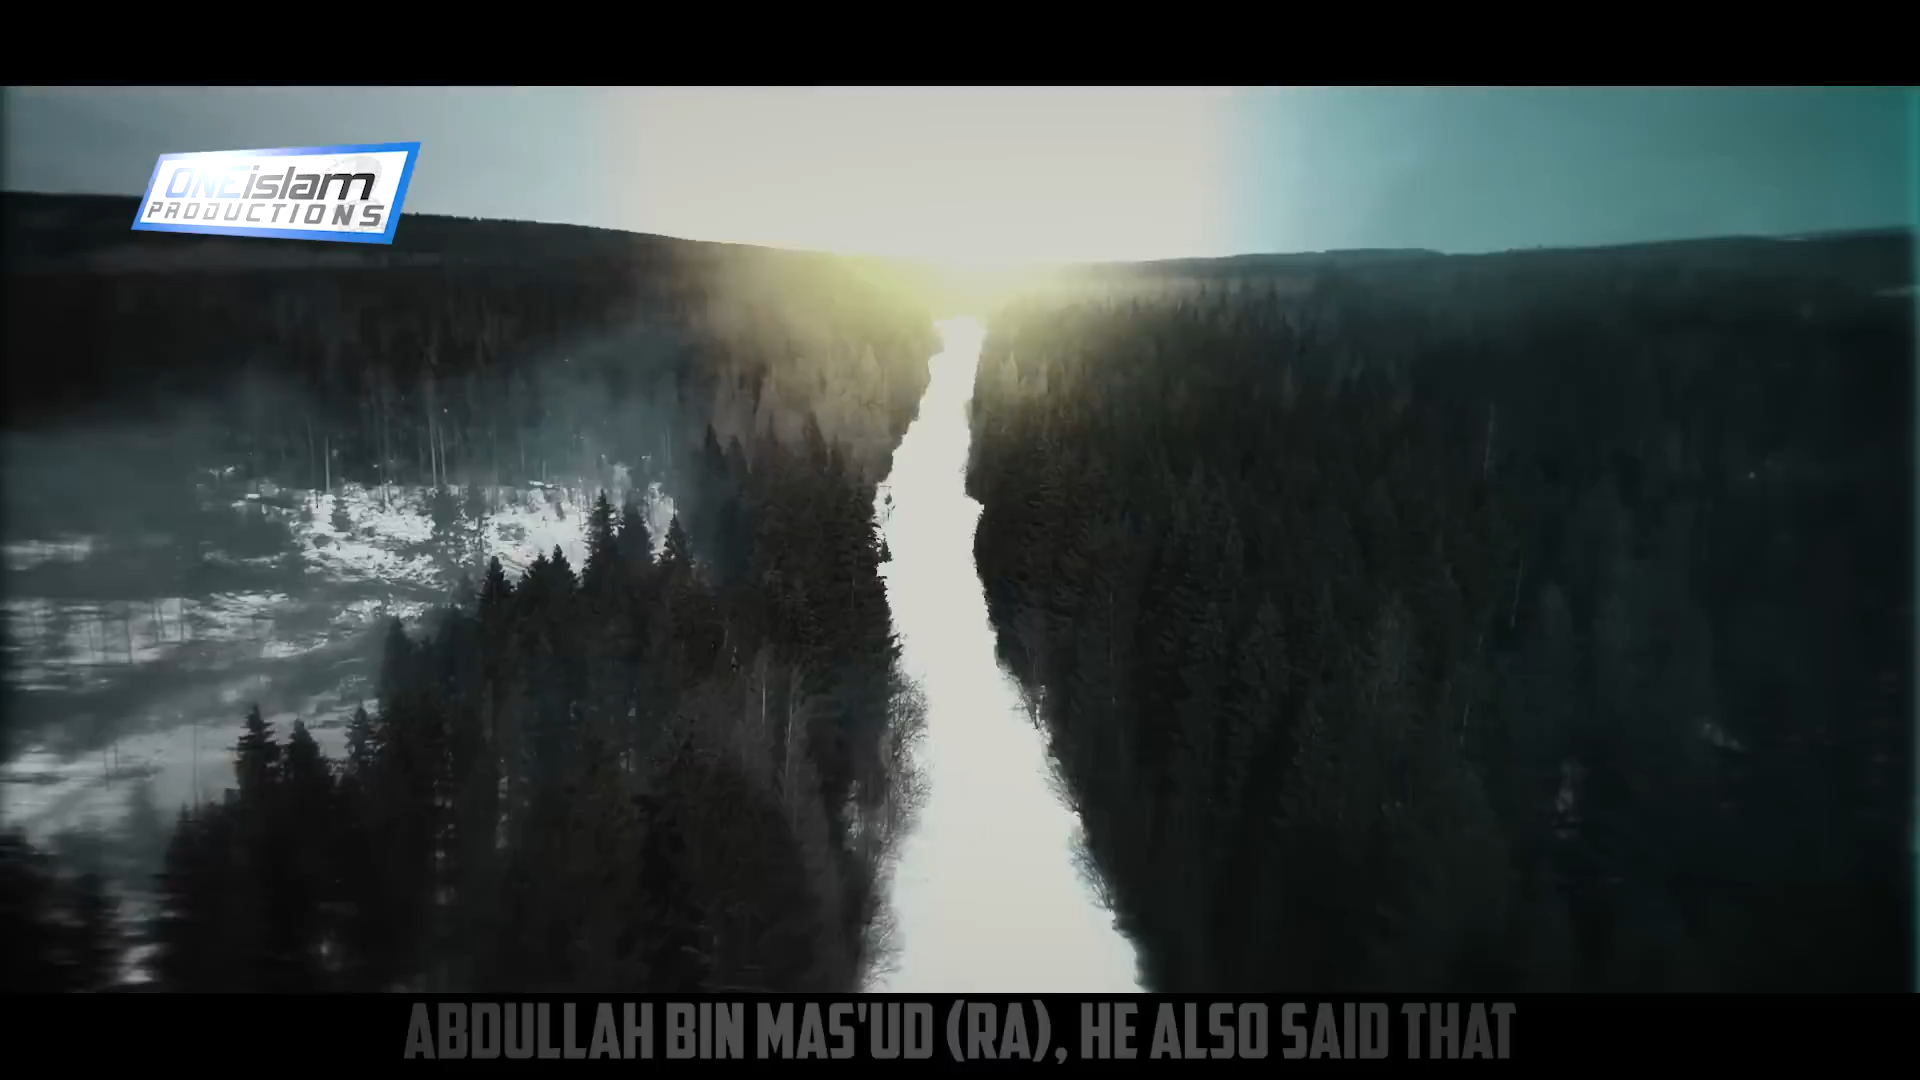 ONEislam
PRODUCTIONS
ABDULLAH BIN MAS'UD (RA), HE ALSO SAID THAT